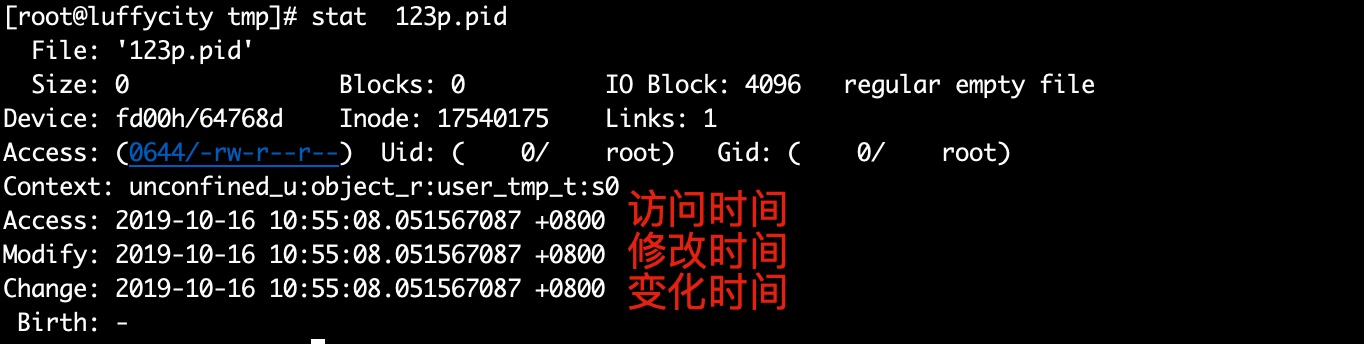 [root@luffycity tmp]# stat  123p.pid
  File: '123p.pid'
  Size: 0               Blocks: 0          IO Block: 4096   regular empty file
Device: fd00h/64768d    Inode: 17540175    Links: 1
Access: (0644/-rw-r--r--)  Uid: (    0/    root)   Gid: (    0/    root)
Context: unconfined_u:object_r:user_tmp_t:s0
Access: 2019-10-16 10:55:08.051567087 +0800 访问时间
Modify: 2019-10-16 10:55:08.051567087 +0800 修改时间
Change: 2019-10-16 10:55:08.051567087 +0800 变化时间
 Birth: -